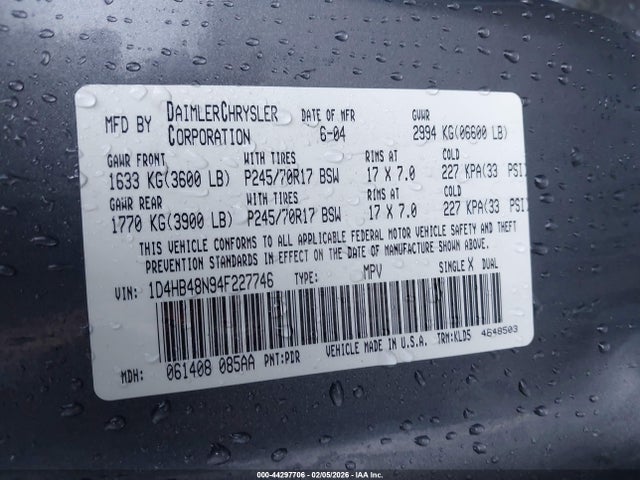 MFD BY DAIMLERCHRYSLER CORPORATION DATE OF MFR 6-04 GVWR 2994 KG(06600 LB)
GAWR FRONT WITH TIRES RIMS AT COLD
1633 KG(3600 LB) P245/70R17 BSW 17 X 7.0 227 KPA(33 PSI
GAWR REAR WITH TIRES RIMS AT COLD
1770 KG(3900 LB) P245/70R17 BSW 17 X 7.0 227 KPA(33 PSI
THIS VEHICLE CONFORMS TO ALL APPLICABLE FEDERAL MOTOR VEHICLE SAFETY AND THEFT
PREVENTION STANDARDS IN EFFECT ON THE DATE OF MANUFACTURE SHOWN ABOVE.
VIN: 1D4HB48N94F227746 TYPE: MPV SINGLE X DUAL
MDH: 061408 085AA PNT:PDR VEHICLE MADE IN U.S.A. TRM:KLD5 4648503
000-44297706 - 02/05/2026 - IAA Inc.